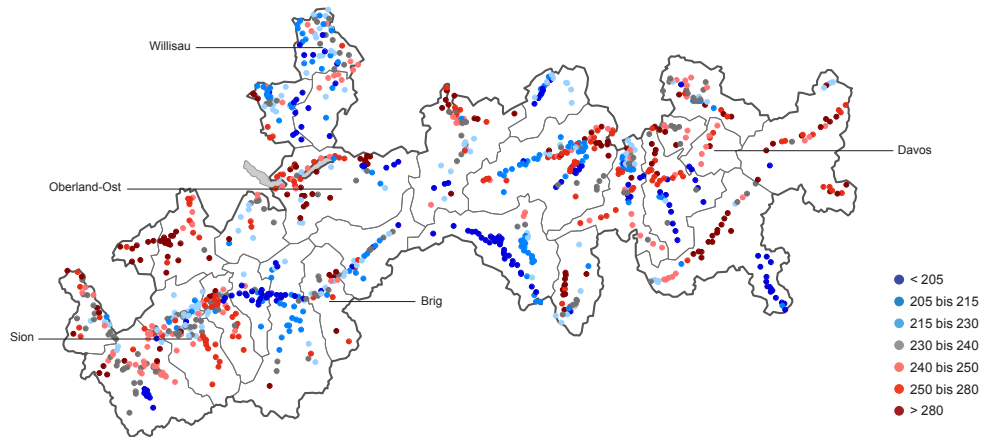 Willisau
Davos
Oberland-Ost
Brig
Sion
< 205
205 bis 215
215 bis 230
230 bis 240
240 bis 250
250 bis 280
> 280